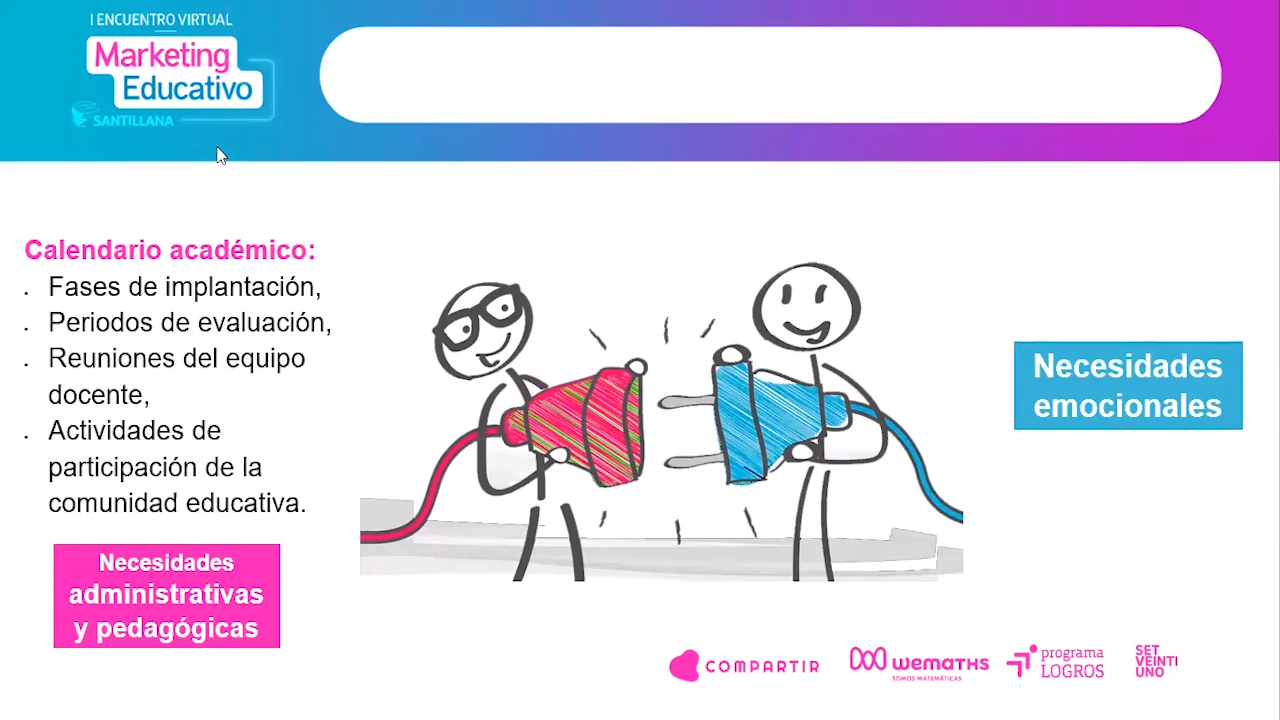 I ENCUENTRO VIRTUAL
Marketing
Educativo
SANTILLANA
Calendario académico:
. Fases de implantación,
. Periodos de evaluación,
. Reuniones del equipo
docente,
. Actividades de
participación de la
comunidad educativa.
Necesidades
administrativas
y pedagógicas
Necesidades
emocionales
COMPARTIR
wemaths
SOMOS MATEMÁTICAS
programa
LOGROS
SET
VEINTI
UNO